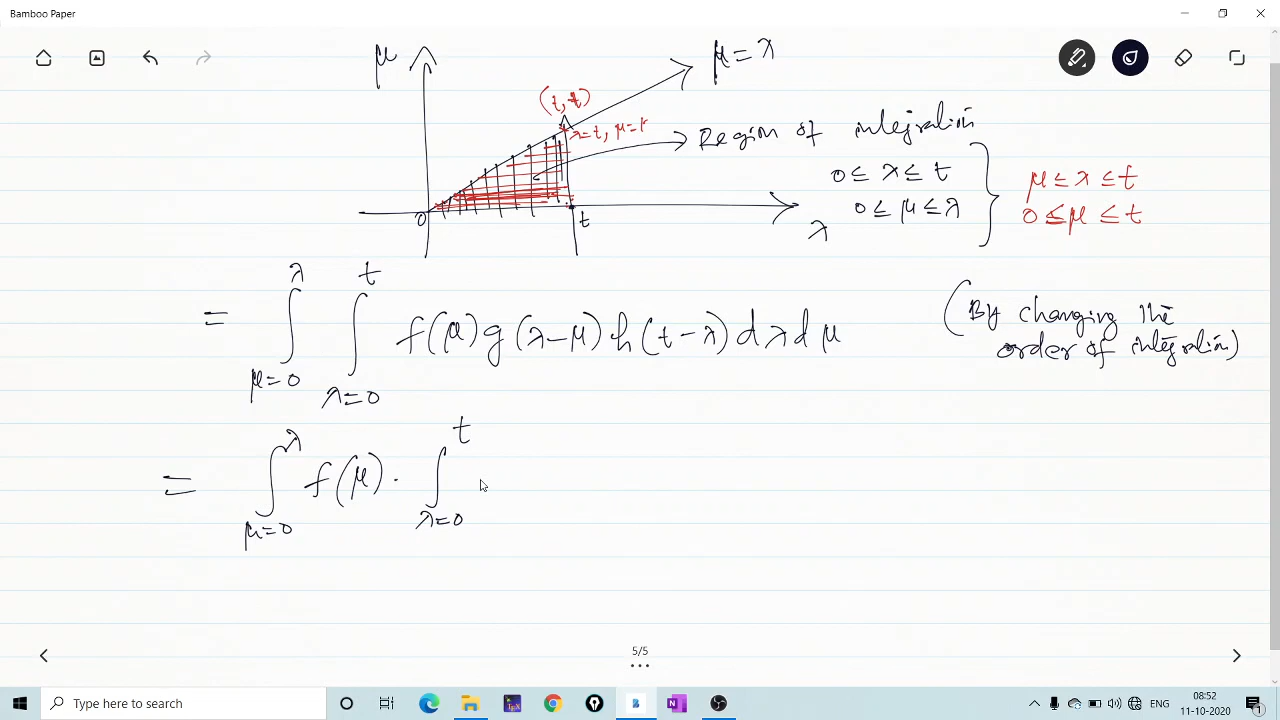 Bamboo Paper
μ
μ = λ
(t, t)
λ=t, μ=t
Region of integration
0 ≤ λ ≤ t
0 ≤ μ ≤ λ
μ ≤ λ ≤ t
0 ≤ μ ≤ t
0
t
λ
= ∫_{μ=0}^{λ} ∫_{λ=0}^{t} f(μ) g(λ-μ) h(t-λ) dλ dμ
(By changing the
order of integration)
= ∫_{μ=0}^{λ} f(μ) · ∫_{λ=0}^{t}
5/5
Type here to search
ENG
08:52
11-10-2020
1